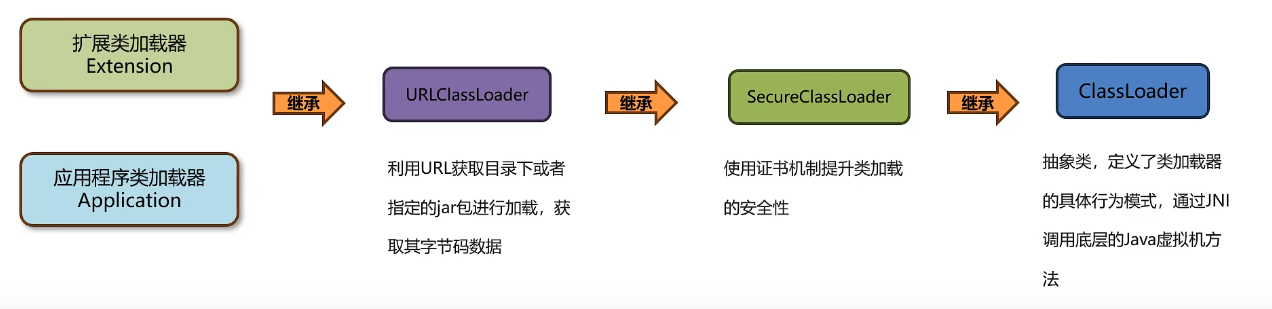 扩展类加载器
Extension
应用程序类加载器
Application
继承
URLClassLoader
利用URL获取目录下或者
指定的jar包进行加载，获
取其字节码数据
继承
SecureClassLoader
使用证书机制提升类加载
的安全性
继承
ClassLoader
抽象类，定义了类加载器
的具体行为模式，通过JNI
调用底层的Java虚拟机方
法